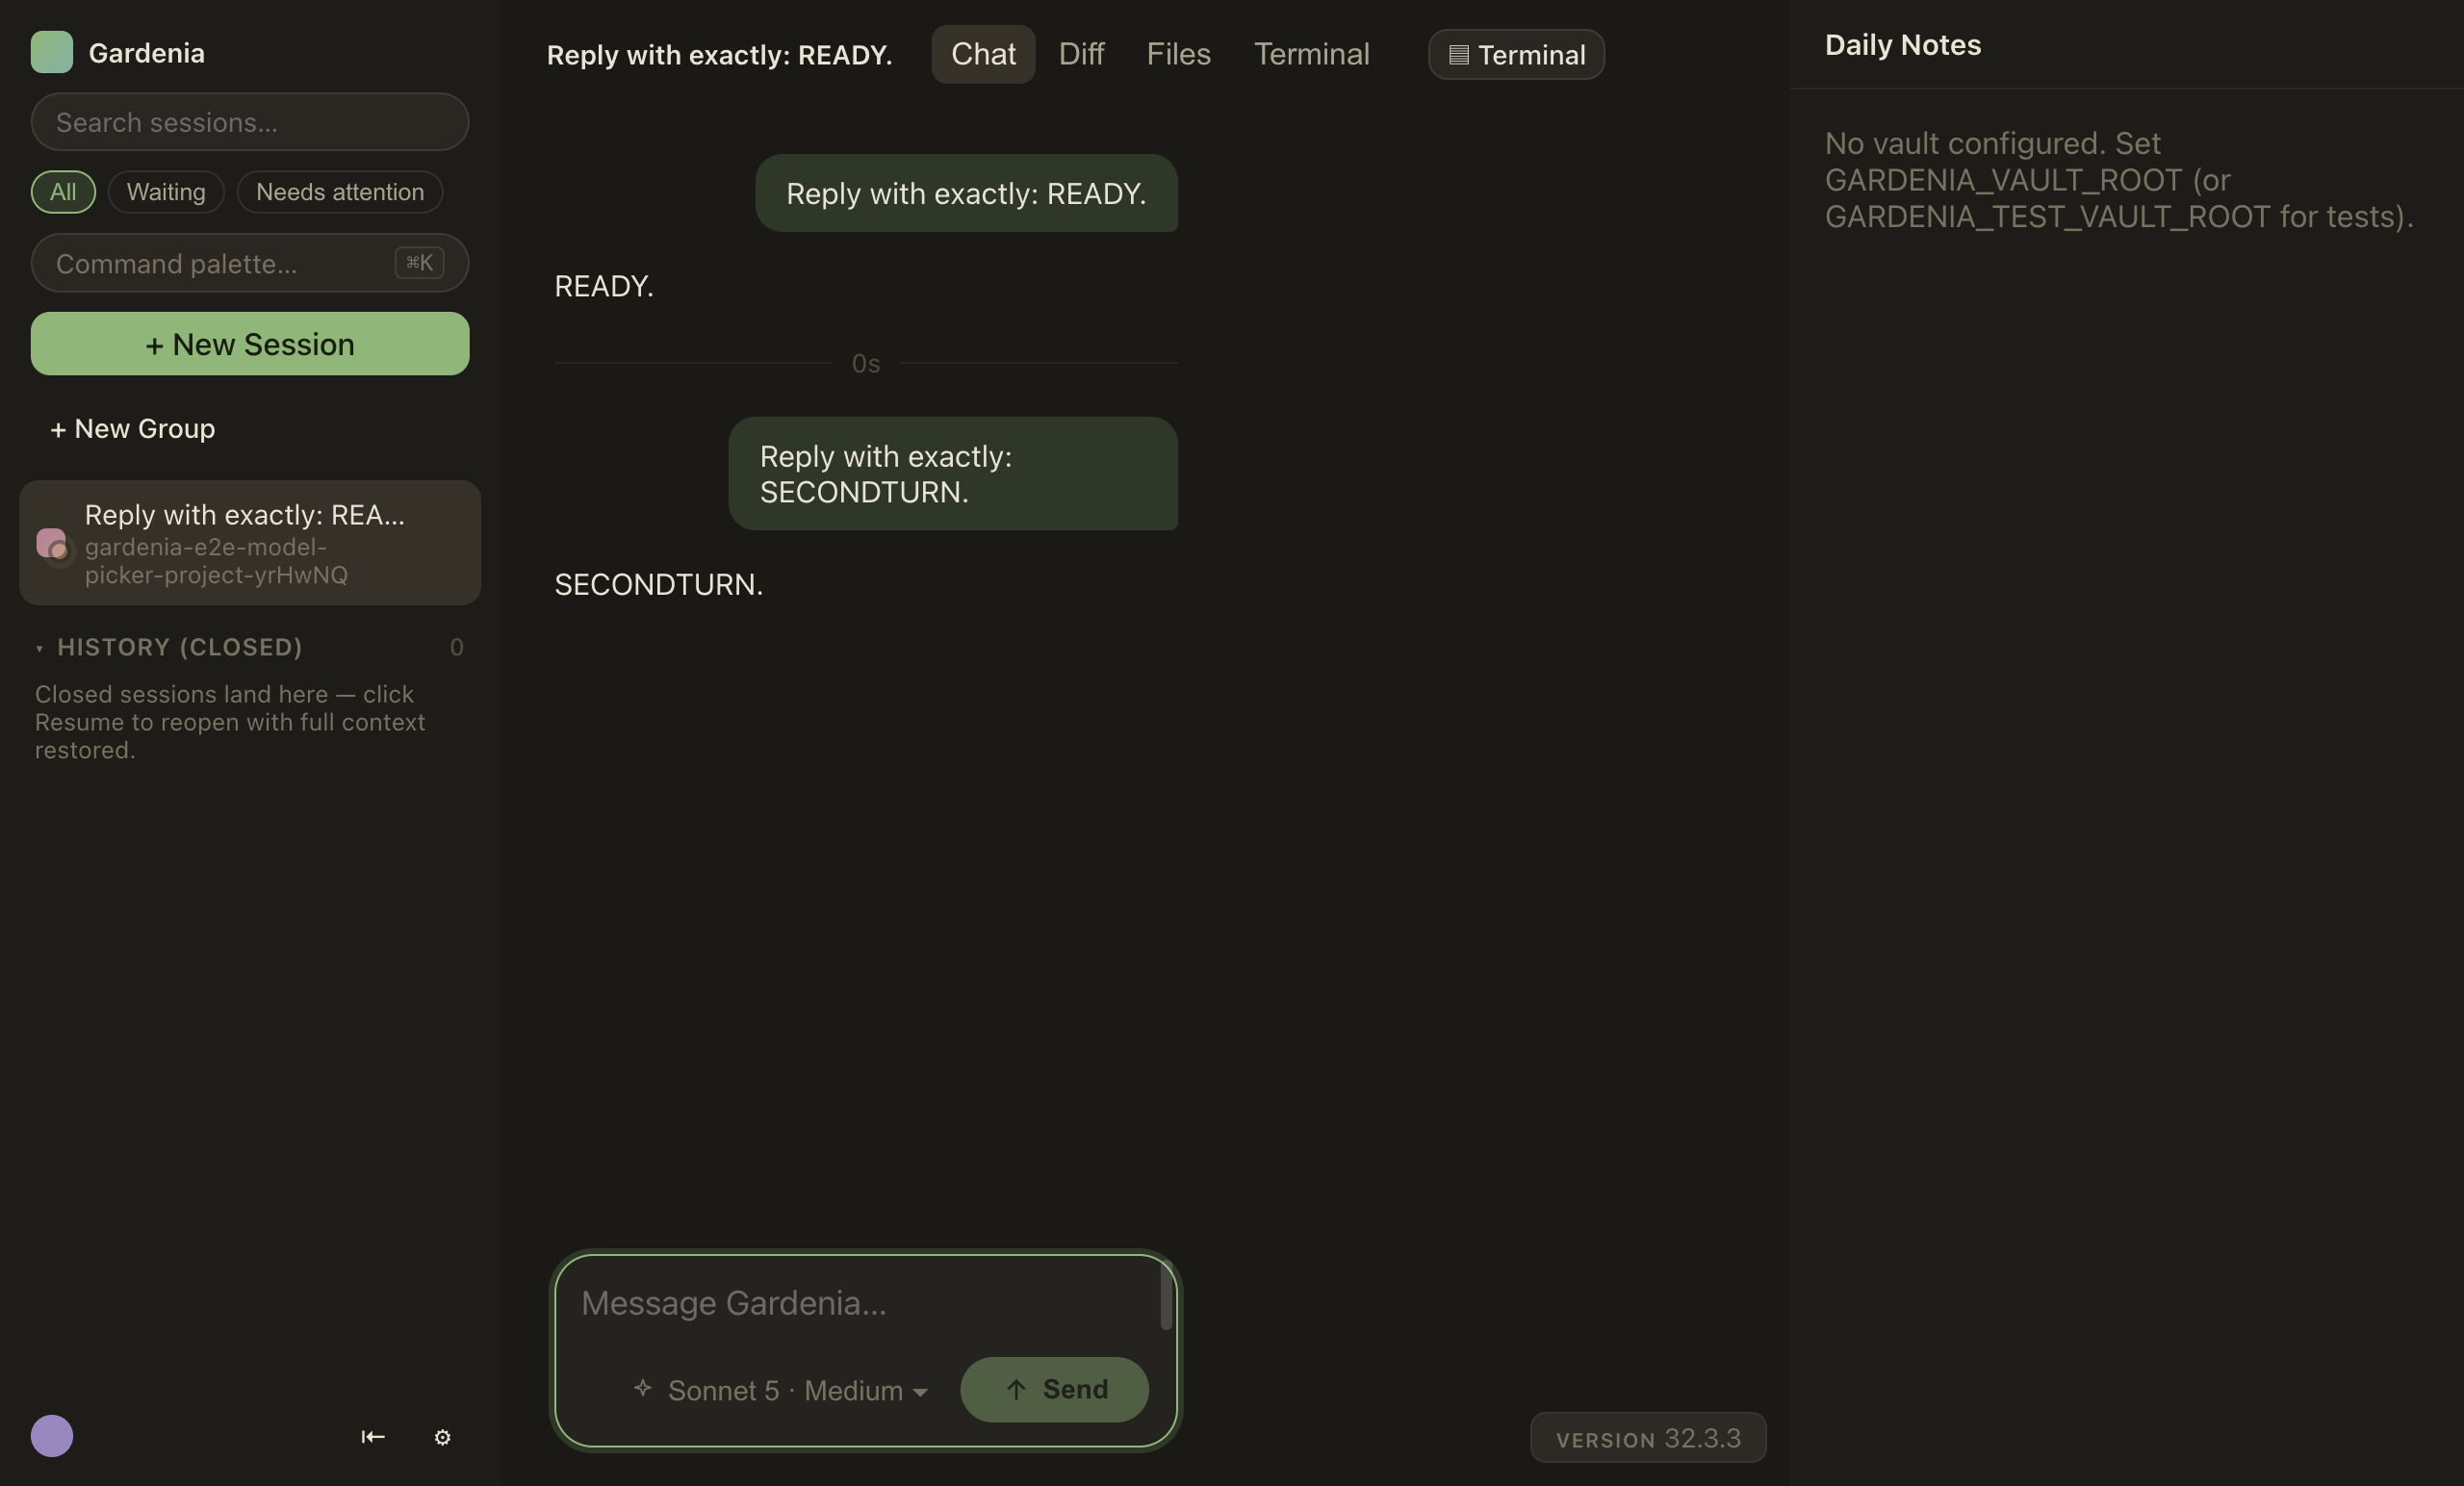 Gardenia
Search sessions...
All
Waiting
Needs attention
Command palette...
⌘K
+ New Session
+ New Group
Reply with exactly: REA...
gardenia-e2e-model-
picker-project-yrHwNQ
▾ HISTORY (CLOSED) 0
Closed sessions land here — click
Resume to reopen with full context
restored.
Reply with exactly: READY.
Chat
Diff
Files
Terminal
Terminal
Reply with exactly: READY.
READY.
0s
Reply with exactly:
SECONDTURN.
SECONDTURN.
Message Gardenia...
Sonnet 5 · Medium
Send
VERSION 32.3.3
Daily Notes
No vault configured. Set
GARDENIA_VAULT_ROOT (or
GARDENIA_TEST_VAULT_ROOT for tests).